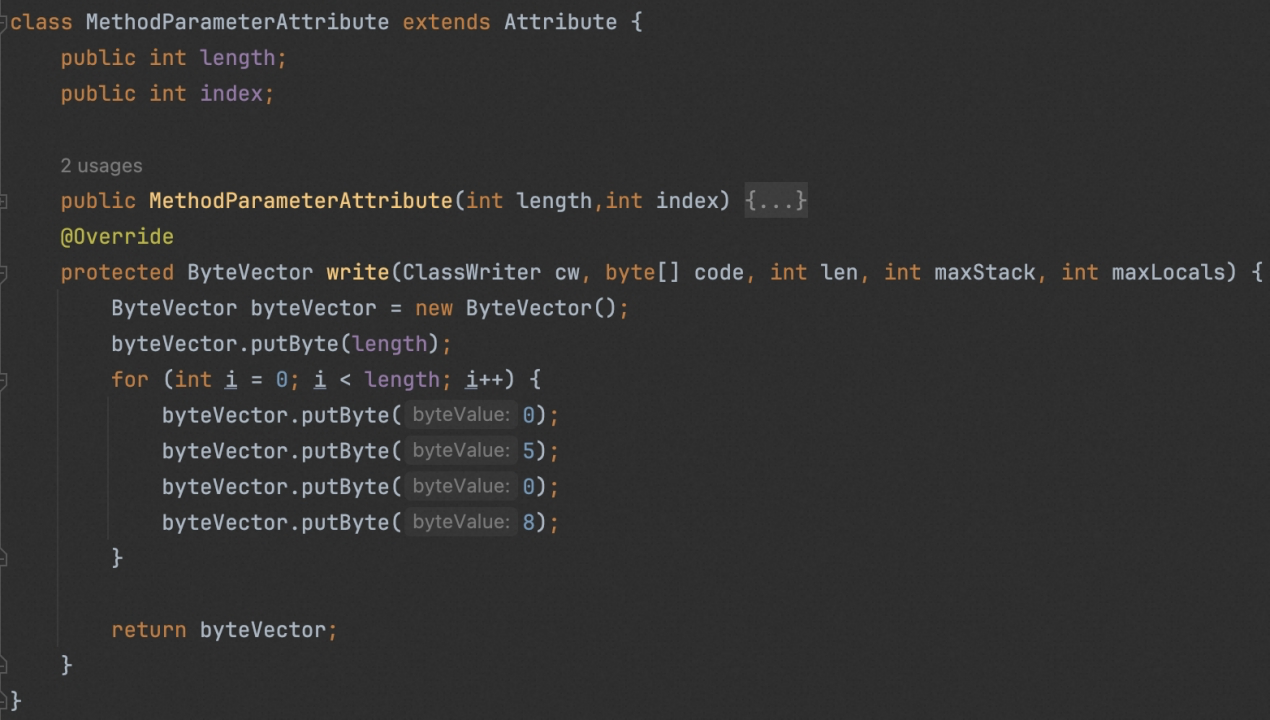 class MethodParameterAttribute extends Attribute {
    public int length;
    public int index;

    2 usages
    public MethodParameterAttribute(int length,int index) {...}
    @Override
    protected ByteVector write(ClassWriter cw, byte[] code, int len, int maxStack, int maxLocals) {
        ByteVector byteVector = new ByteVector();
        byteVector.putByte(length);
        for (int i = 0; i < length; i++) {
            byteVector.putByte( byteValue: 0);
            byteVector.putByte( byteValue: 5);
            byteVector.putByte( byteValue: 0);
            byteVector.putByte( byteValue: 8);
        }

        return byteVector;
    }
}